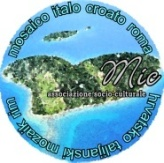 mosaico italo croato roma
Mic
associazione socio-culturale
hrvatsko talijanski mozaik rim